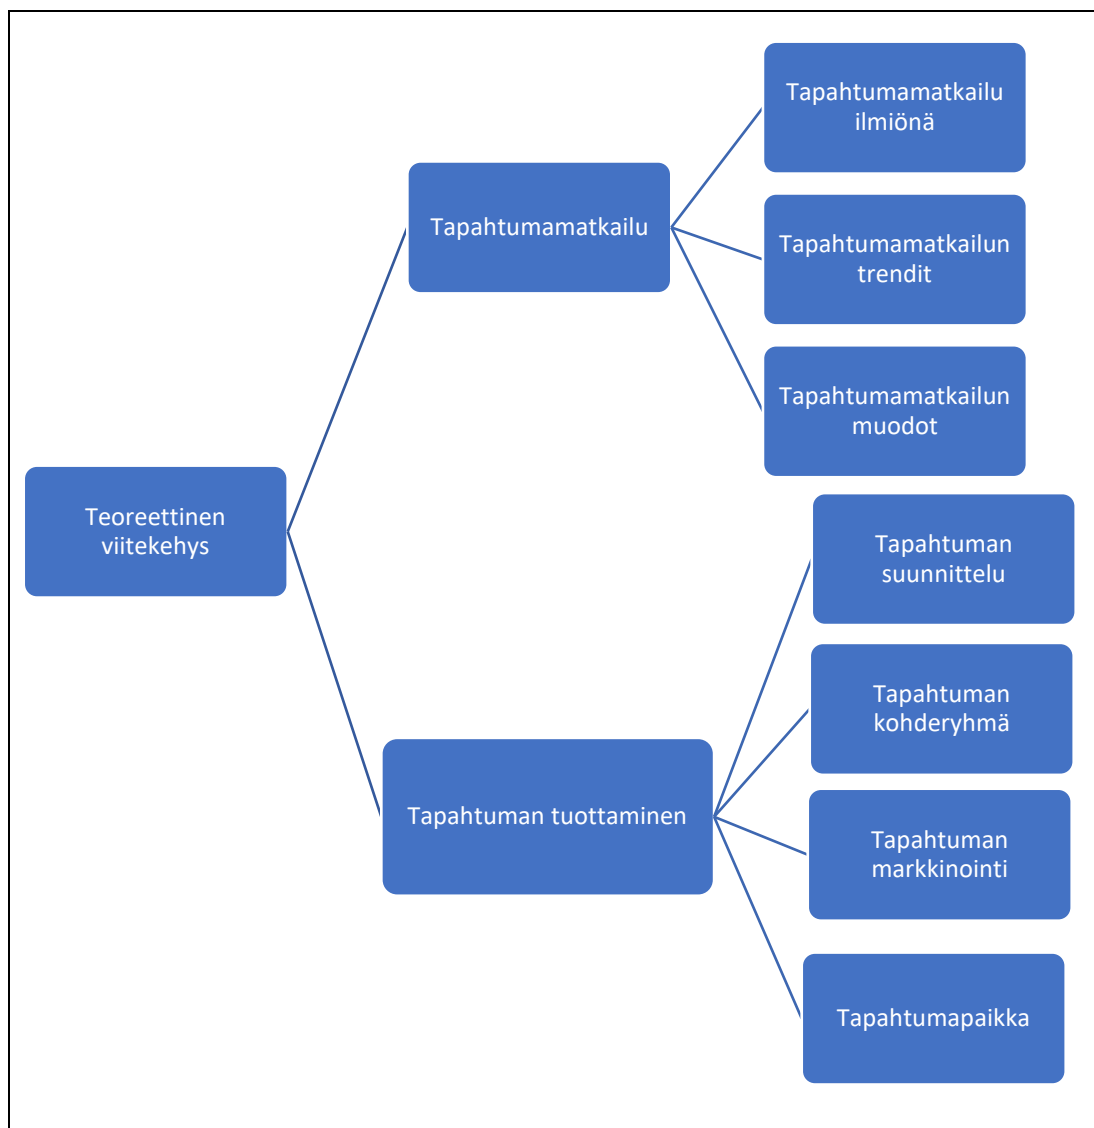 Teoreettinen
viitekehys
Tapahtumamatkailu
Tapahtumamatkailu
ilmiönä
Tapahtumamatkailun
trendit
Tapahtumamatkailun
muodot
Tapahtuman tuottaminen
Tapahtuman
suunnittelu
Tapahtuman
kohderyhmä
Tapahtuman
markkinointi
Tapahtumapaikka